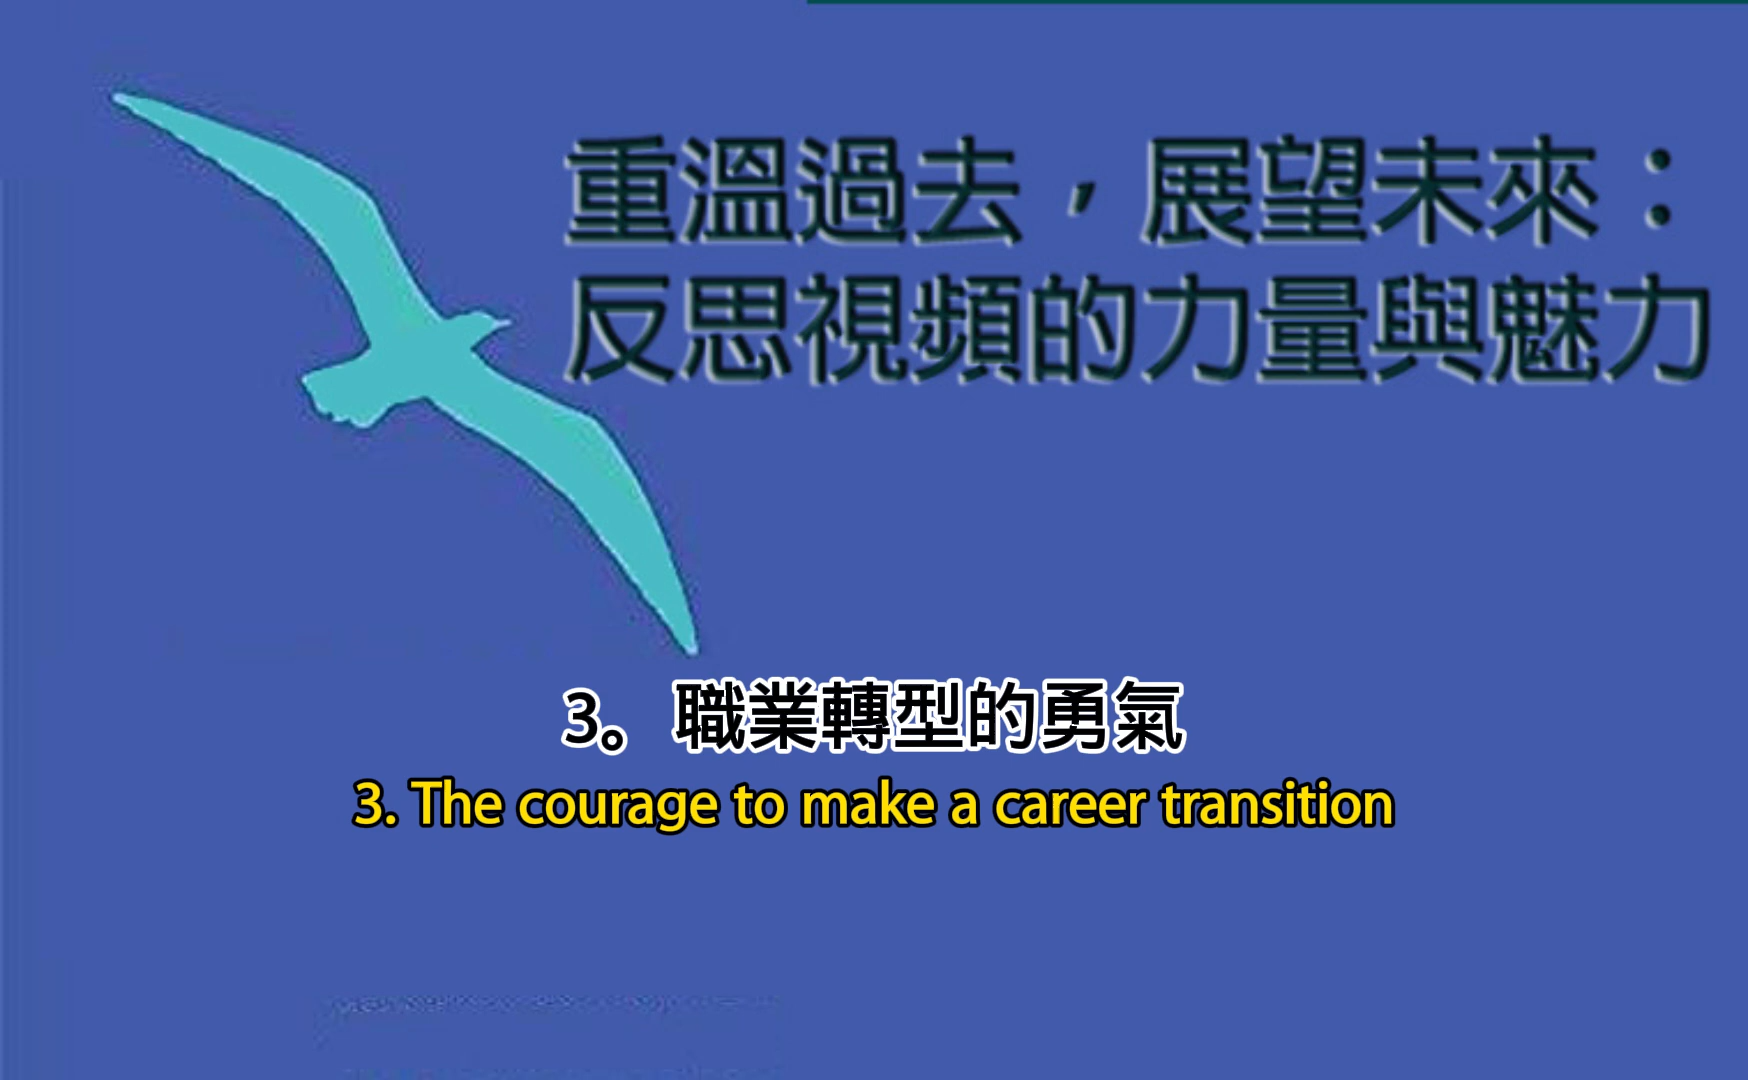 重溫過去，展望未來：
反思視頻的力量與魅力
3。職業轉型的勇氣
3. The courage to make a career transition